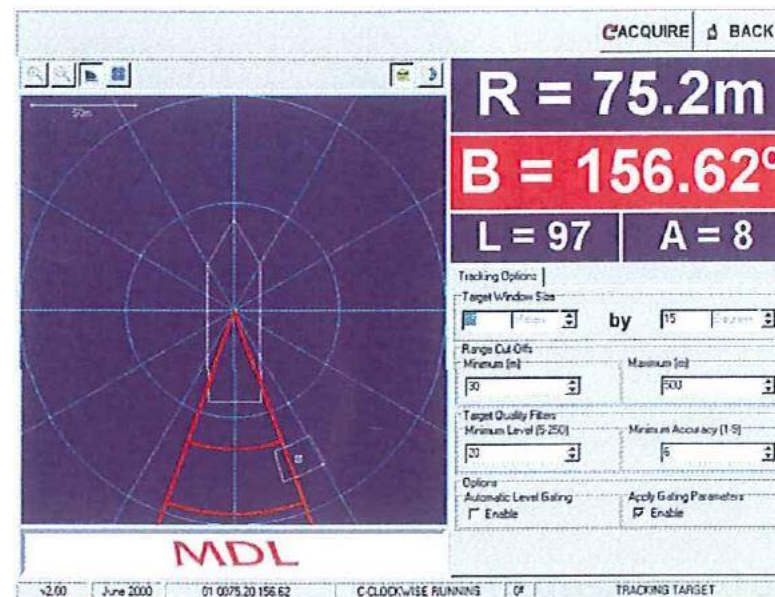 ACQUIRE BACK
50m
R = 75.2m
B = 156.62°
L = 97 A = 8
Tracking Options
Target Window Size
by 15
Range Cut-Offs
Minimum (m) Maximum (m)
30 500
Target Quality Filters
Minimum Level (5-250) Minimum Accuracy (1-9)
20 6
Options
Automatic Level Gating Apply Gating Parameters
Enable Enable
MDL
v2.00 June 2000 01 0075.20 156.62 C-CLOCKWISE RUNNING TRACKING TARGET